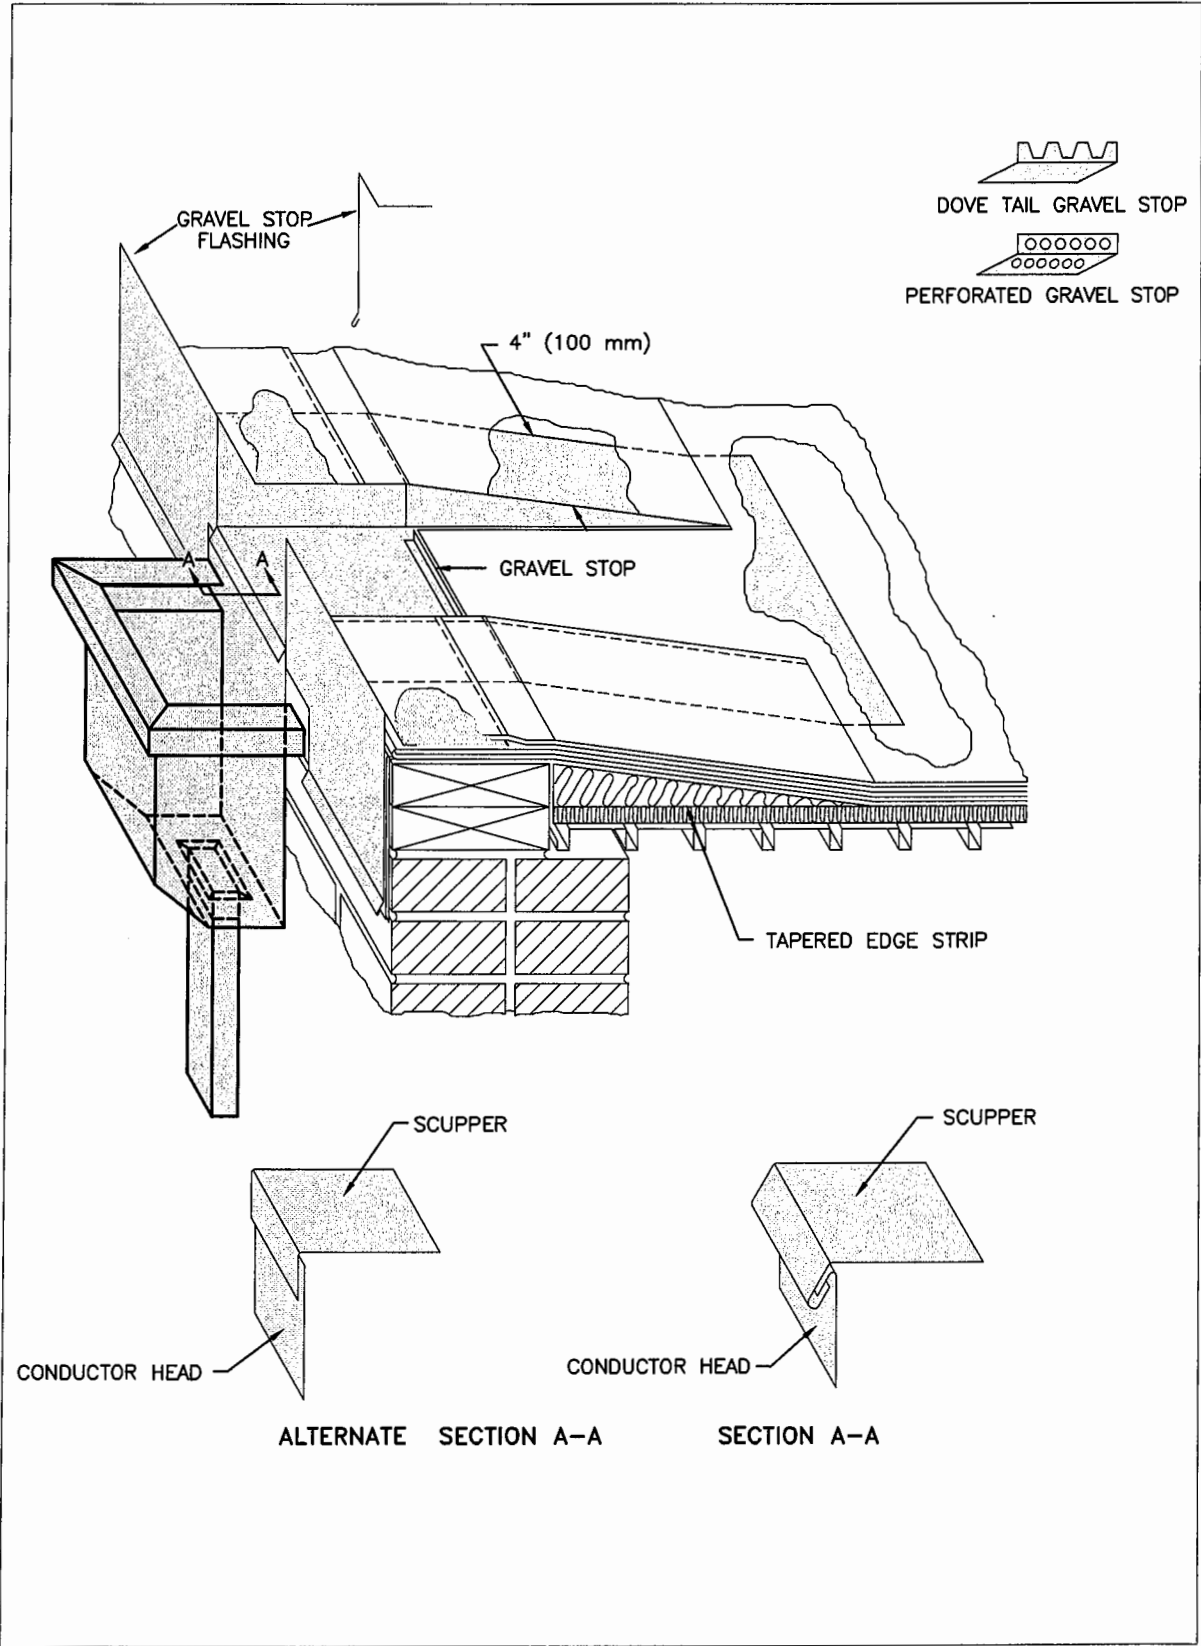 DOVE TAIL GRAVEL STOP
GRAVEL STOP
FLASHING
PERFORATED GRAVEL STOP
4" (100 mm)
A
A
GRAVEL STOP
TAPERED EDGE STRIP
SCUPPER
SCUPPER
CONDUCTOR HEAD
CONDUCTOR HEAD
ALTERNATE SECTION A-A
SECTION A-A